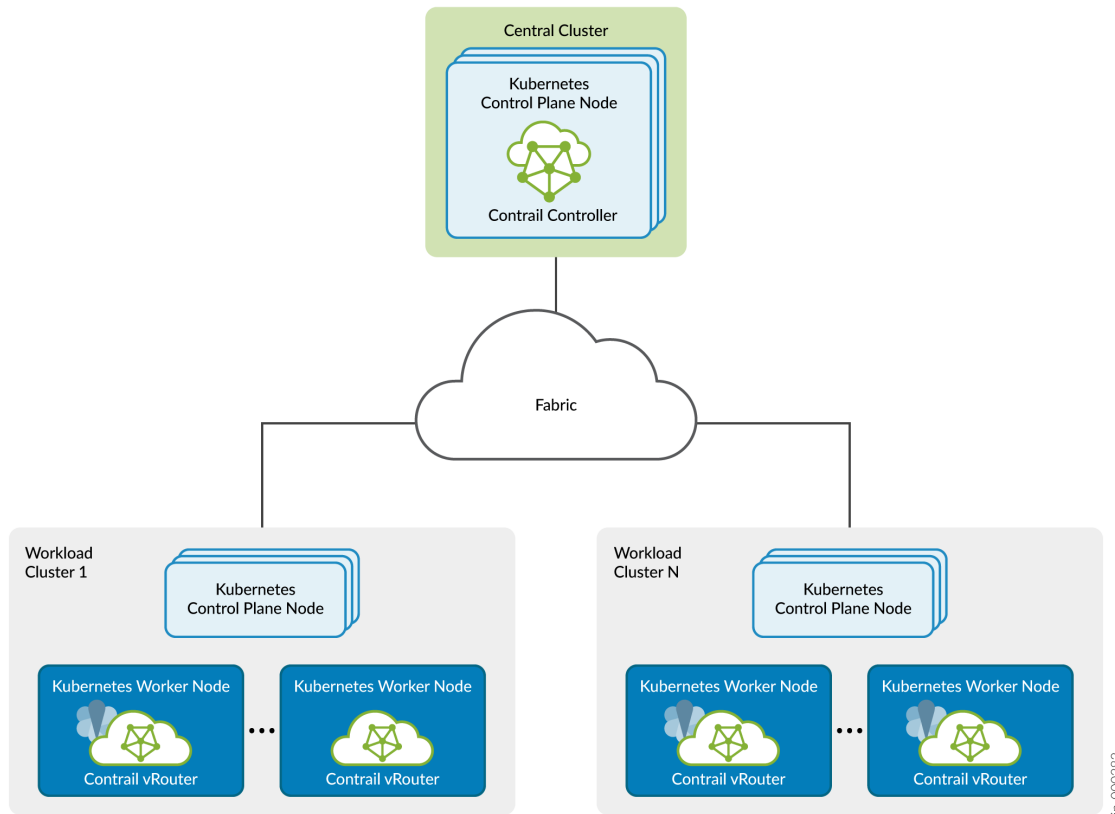 Central Cluster
Kubernetes
Control Plane Node
Contrail Controller
Fabric
Workload
Cluster 1
Kubernetes
Control Plane Node
Kubernetes Worker Node
Contrail vRouter
...
Kubernetes Worker Node
Contrail vRouter
Workload
Cluster N
Kubernetes
Control Plane Node
Kubernetes Worker Node
Contrail vRouter
...
Kubernetes Worker Node
Contrail vRouter